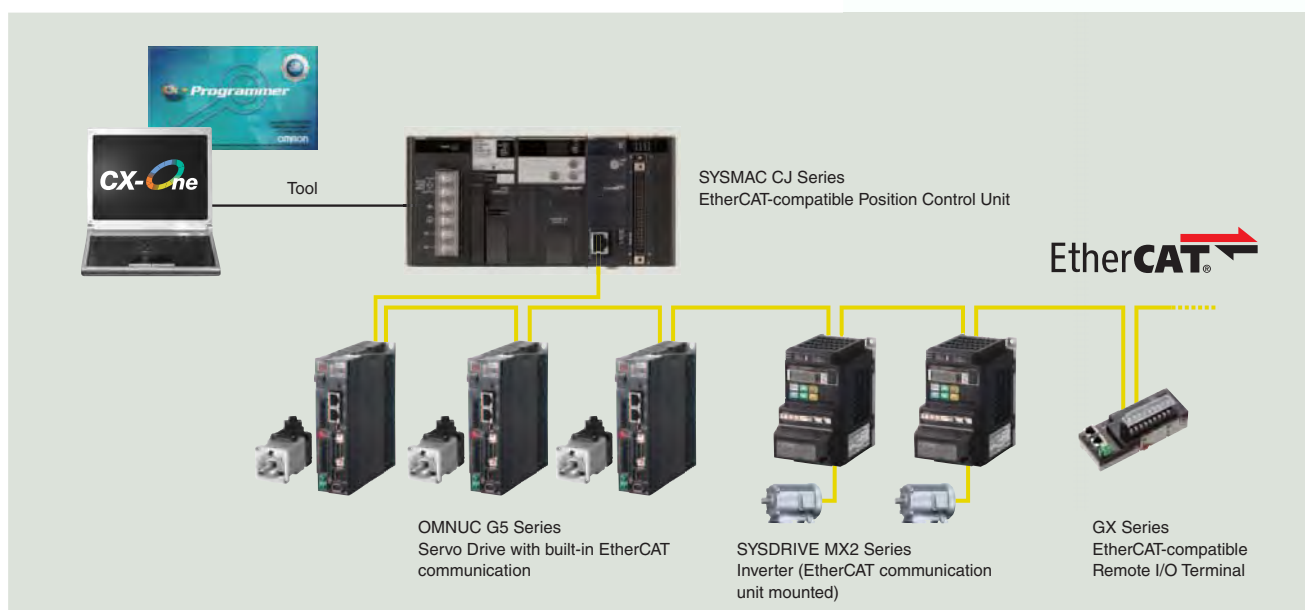 CX-Programmer
OMRON
CX-One
Tool
SYSMAC CJ Series
EtherCAT-compatible Position Control Unit
EtherCAT®
OMNUC G5 Series
Servo Drive with built-in EtherCAT
communication
SYSDRIVE MX2 Series
Inverter (EtherCAT communication
unit mounted)
GX Series
EtherCAT-compatible
Remote I/O Terminal